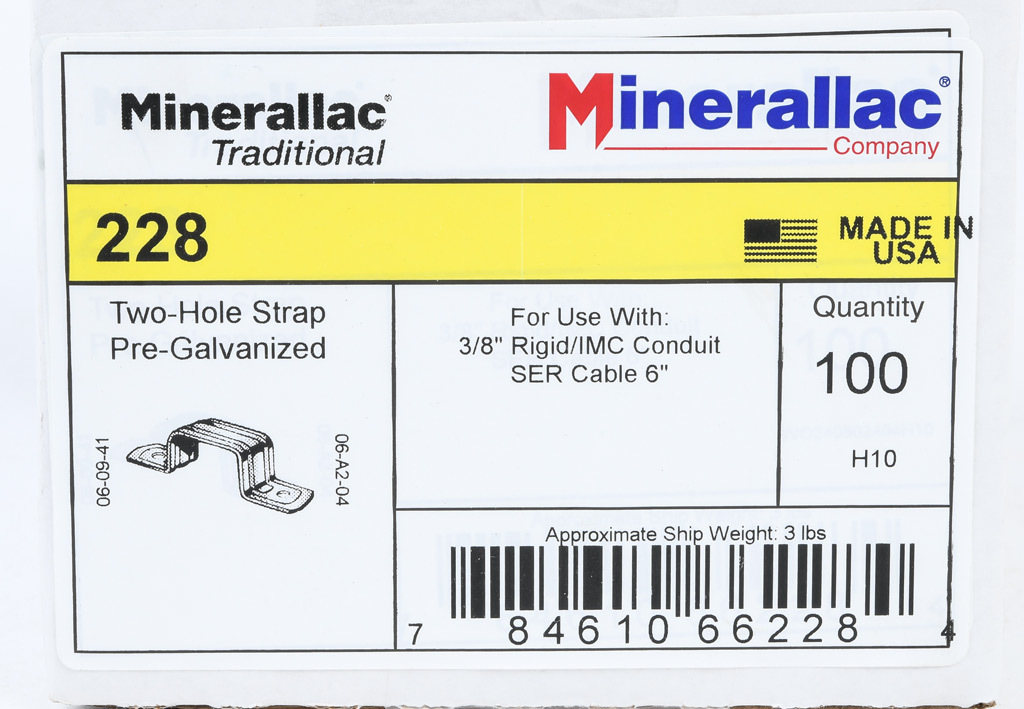 Minerallac®
Traditional
Minerallac®
Company
228
MADE IN
USA
Two-Hole Strap
Pre-Galvanized
06-09-41
06-A2-04
For Use With:
3/8" Rigid/IMC Conduit
SER Cable 6"
Quantity
100
H10
Approximate Ship Weight: 3 lbs
7 84610 66228 4